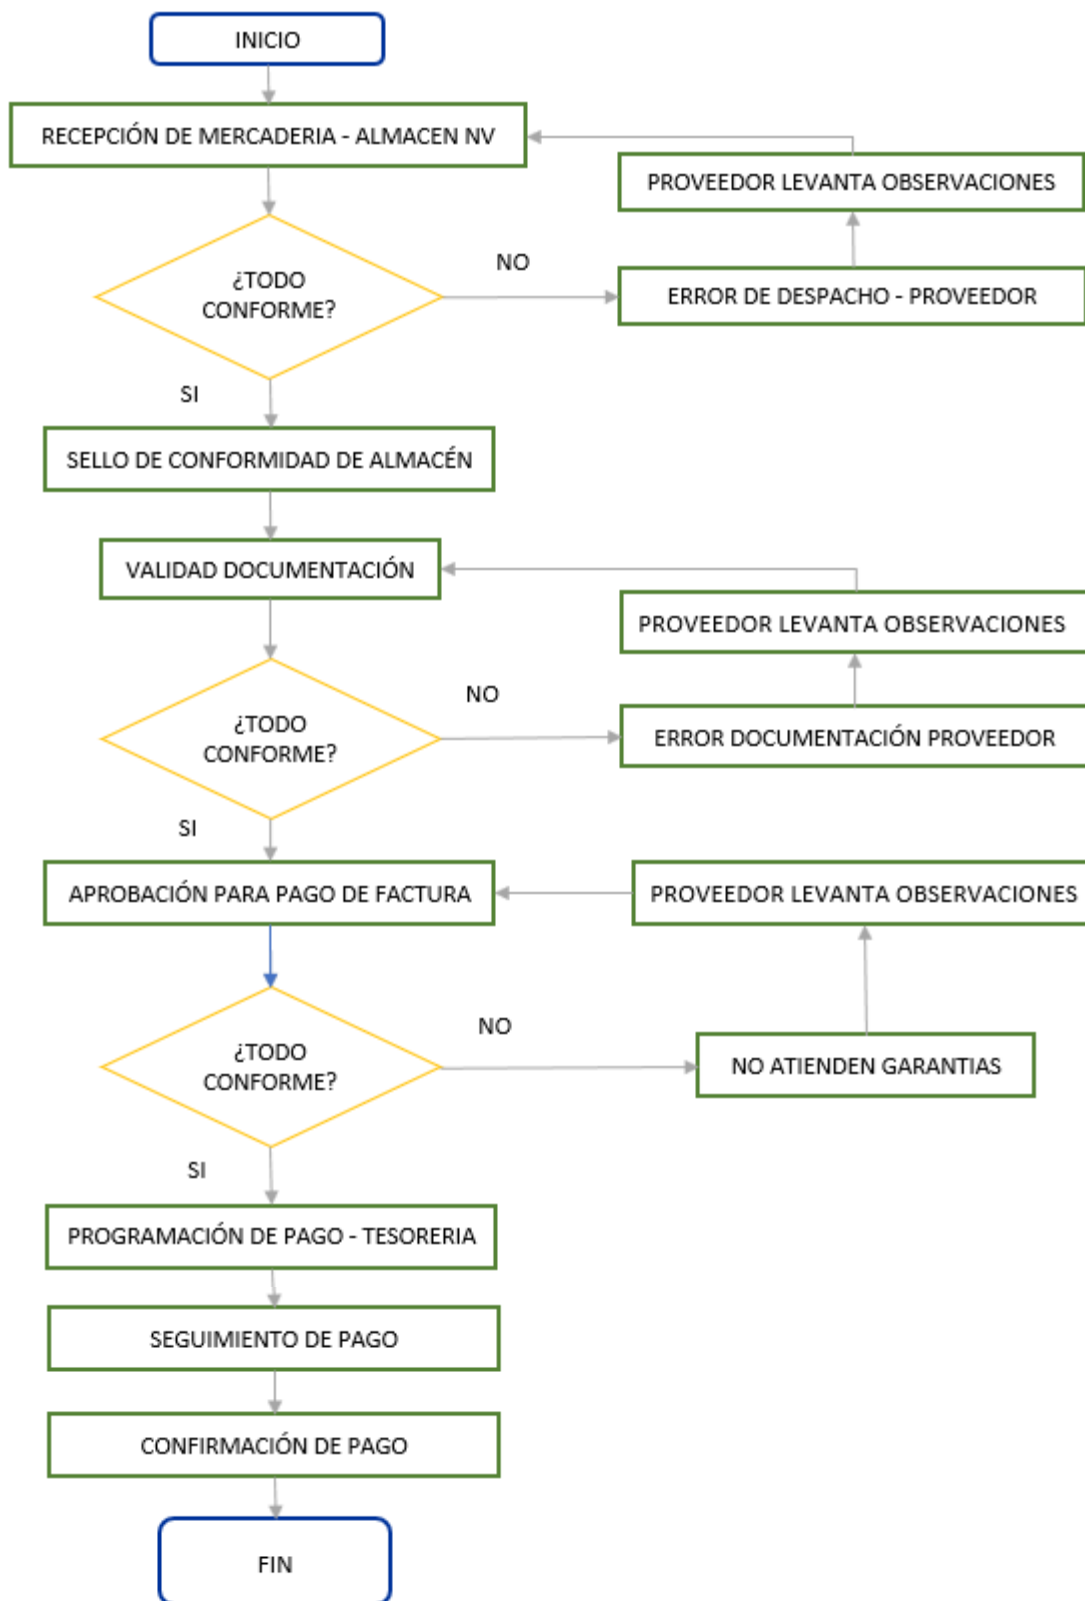 INICIO
RECEPCIÓN DE MERCADERIA - ALMACEN NV
PROVEEDOR LEVANTA OBSERVACIONES
¿TODO
CONFORME?
NO
ERROR DE DESPACHO - PROVEEDOR
SI
SELLO DE CONFORMIDAD DE ALMACÉN
VALIDAD DOCUMENTACIÓN
PROVEEDOR LEVANTA OBSERVACIONES
¿TODO
CONFORME?
NO
ERROR DOCUMENTACIÓN PROVEEDOR
SI
APROBACIÓN PARA PAGO DE FACTURA
PROVEEDOR LEVANTA OBSERVACIONES
¿TODO
CONFORME?
NO
NO ATIENDEN GARANTIAS
SI
PROGRAMACIÓN DE PAGO - TESORERIA
SEGUIMIENTO DE PAGO
CONFIRMACIÓN DE PAGO
FIN